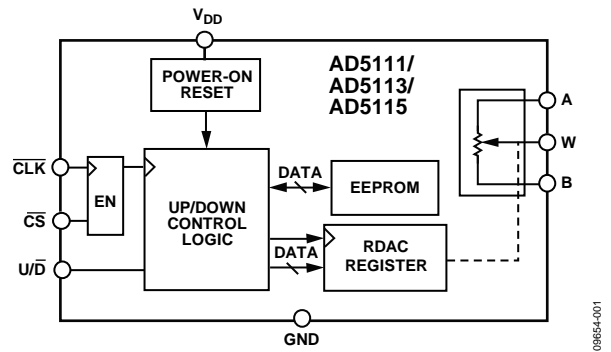 VDD
POWER-ON
RESET
AD5111/
AD5113/
AD5115
A
W
B
CLK
CS
U/D
EN
UP/DOWN
CONTROL
LOGIC
DATA
EEPROM
DATA
RDAC
REGISTER
GND
09654-001